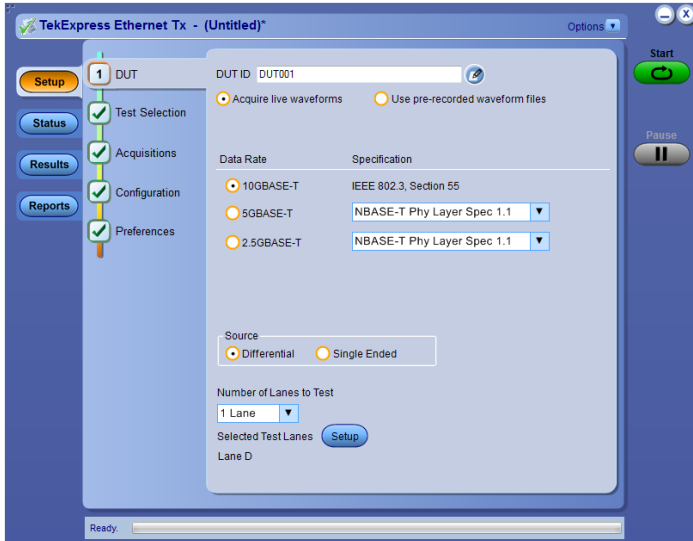 TekExpress Ethernet Tx - (Untitled)*
Options
Start
Pause
Setup
Status
Results
Reports
1 DUT
Test Selection
Acquisitions
Configuration
Preferences
DUT ID DUT001
Acquire live waveforms Use pre-recorded waveform files
Data Rate Specification
10GBASE-T IEEE 802.3, Section 55
5GBASE-T NBASE-T Phy Layer Spec 1.1
2.5GBASE-T NBASE-T Phy Layer Spec 1.1
Source
Differential Single Ended
Number of Lanes to Test
1 Lane
Selected Test Lanes Setup
Lane D
Ready.